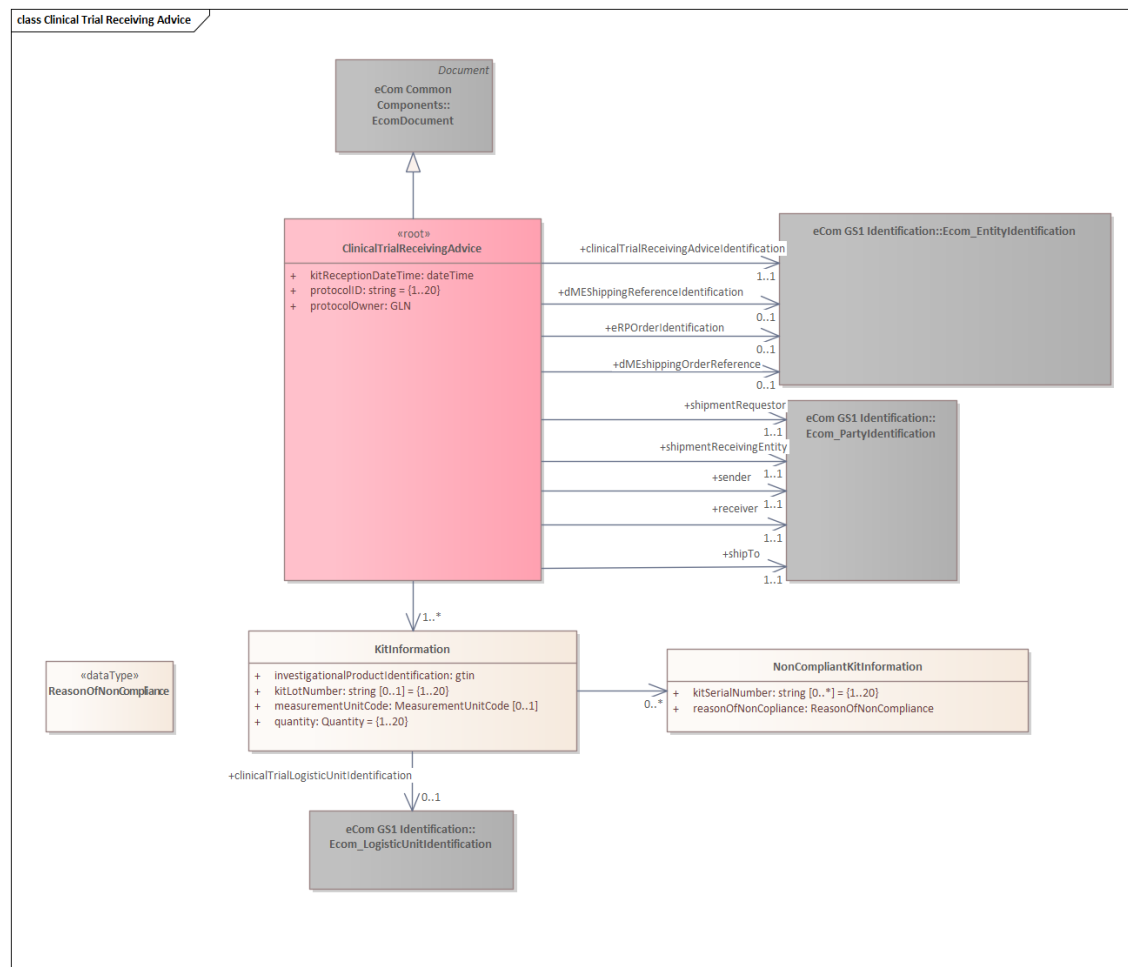 class Clinical Trial Receiving Advice
Document
eCom Common
Components::
EcomDocument
«root»
ClinicalTrialReceivingAdvice
+ kitReceptionDateTime: dateTime
+ protocolID: string = {1..20}
+ protocolOwner: GLN
+clinicalTrialReceivingAdviceIdentification
1..1
+dMEShippingReferenceIdentification
0..1
+eRPOrderIdentification
0..1
+dMEshippingOrderReference
0..1
eCom GS1 Identification::Ecom_EntityIdentification
+shipmentRequestor
1..1
+shipmentReceivingEntity
1..1
+sender
1..1
+receiver
1..1
+shipTo
1..1
eCom GS1 Identification::
Ecom_PartyIdentification
1..*
«dataType»
ReasonOfNonCompliance
KitInformation
+ investigationalProductIdentification: gtin
+ kitLotNumber: string [0..1] = {1..20}
+ measurementUnitCode: MeasurementUnitCode [0..1]
+ quantity: Quantity = {1..20}
0..*
NonCompliantKitInformation
+ kitSerialNumber: string [0..*] = {1..20}
+ reasonOfNonCopliance: ReasonOfNonCompliance
+clinicalTrialLogisticUnitIdentification
0..1
eCom GS1 Identification::
Ecom_LogisticUnitIdentification